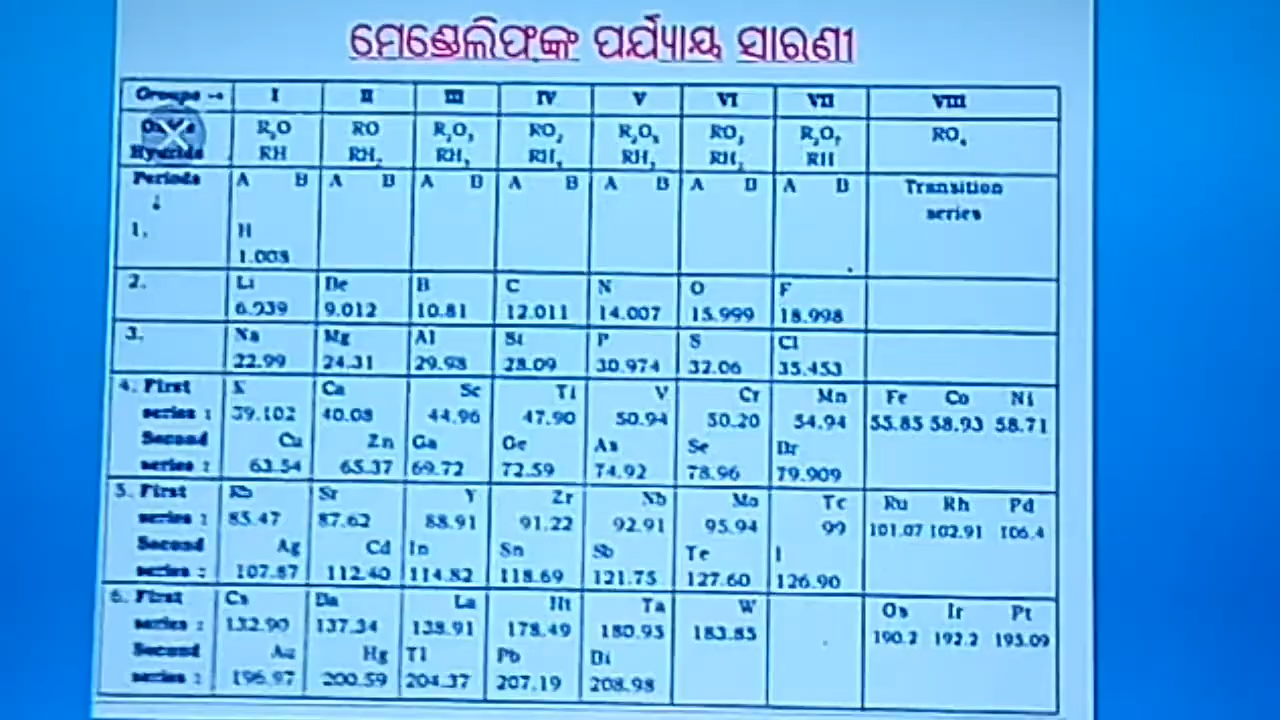 ମେଣ୍ଡେଲିଫଙ୍କ ପର୍ଯ୍ୟାୟ ସାରଣୀ
Groups → I II III IV V VI VII VIII
R₂O RO R₂O₃ RO₂ R₂O₅ RO₃ R₂O₇ RO₄
Hydride RH RH₂ RH₃ RH₄ RH₃ RH₂ RH
Periods A B A B A B A B A B A B A B Transition
↓ series
1. H
1.008
2. Li Be B C N O F
6.939 9.012 10.81 12.011 14.007 15.999 18.998
3. Na Mg Al Si P S Cl
22.99 24.31 29.98 28.09 30.974 32.06 35.453
4. First K Ca Sc Ti V Cr Mn Fe Co Ni
series : 39.102 40.08 44.96 47.90 50.94 50.20 54.94 55.85 58.93 58.71
Second Cu Zn Ga Ge As Se Br
series : 63.54 65.37 69.72 72.59 74.92 78.96 79.909
5. First Rb Sr Y Zr Nb Mo Tc Ru Rh Pd
series : 85.47 87.62 88.91 91.22 92.91 95.94 99 101.07 102.91 106.4
Second Ag Cd In Sn Sb Te I
series : 107.87 112.40 114.82 118.69 121.75 127.60 126.90
6. First Cs Ba La Hf Ta W Os Ir Pt
series : 132.90 137.34 138.91 178.49 180.95 183.85 190.2 192.2 195.09
Second Au Hg Tl Pb Bi
series : 196.97 200.59 204.37 207.19 208.98